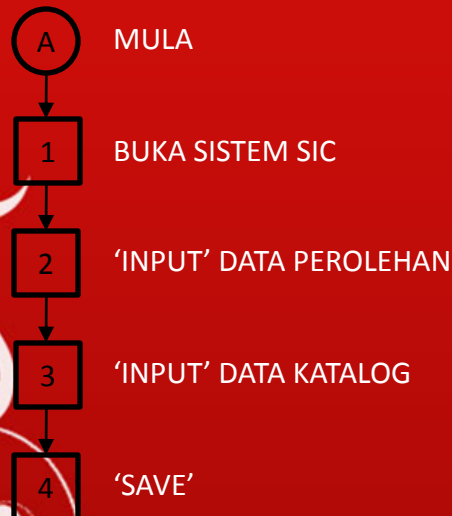 A MULA
1 BUKA SISTEM SIC
2 ‘INPUT’ DATA PEROLEHAN
3 ‘INPUT’ DATA KATALOG
4 ‘SAVE’